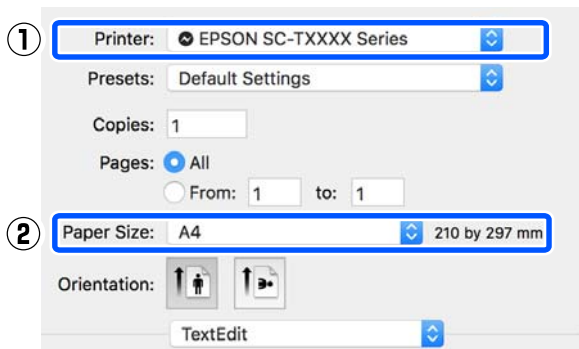 ① Printer: EPSON SC-TXXXX Series
Presets: Default Settings
Copies: 1
Pages: All
From: 1 to: 1
② Paper Size: A4 210 by 297 mm
Orientation:
TextEdit